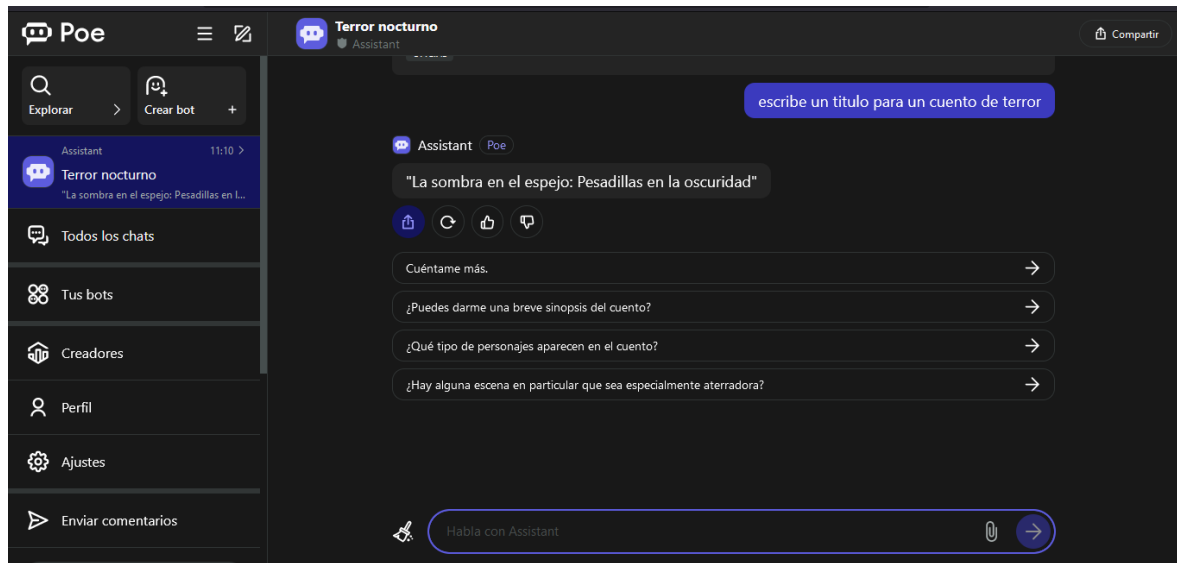 Poe
Explorar
Crear bot
Assistant 11:10
Terror nocturno
"La sombra en el espejo: Pesadillas en l...
Todos los chats
Tus bots
Creadores
Perfil
Ajustes
Enviar comentarios
Terror nocturno
Assistant
Compartir
escribe un titulo para un cuento de terror
Assistant Poe
"La sombra en el espejo: Pesadillas en la oscuridad"
Cuéntame más.
¿Puedes darme una breve sinopsis del cuento?
¿Qué tipo de personajes aparecen en el cuento?
¿Hay alguna escena en particular que sea especialmente aterradora?
Habla con Assistant